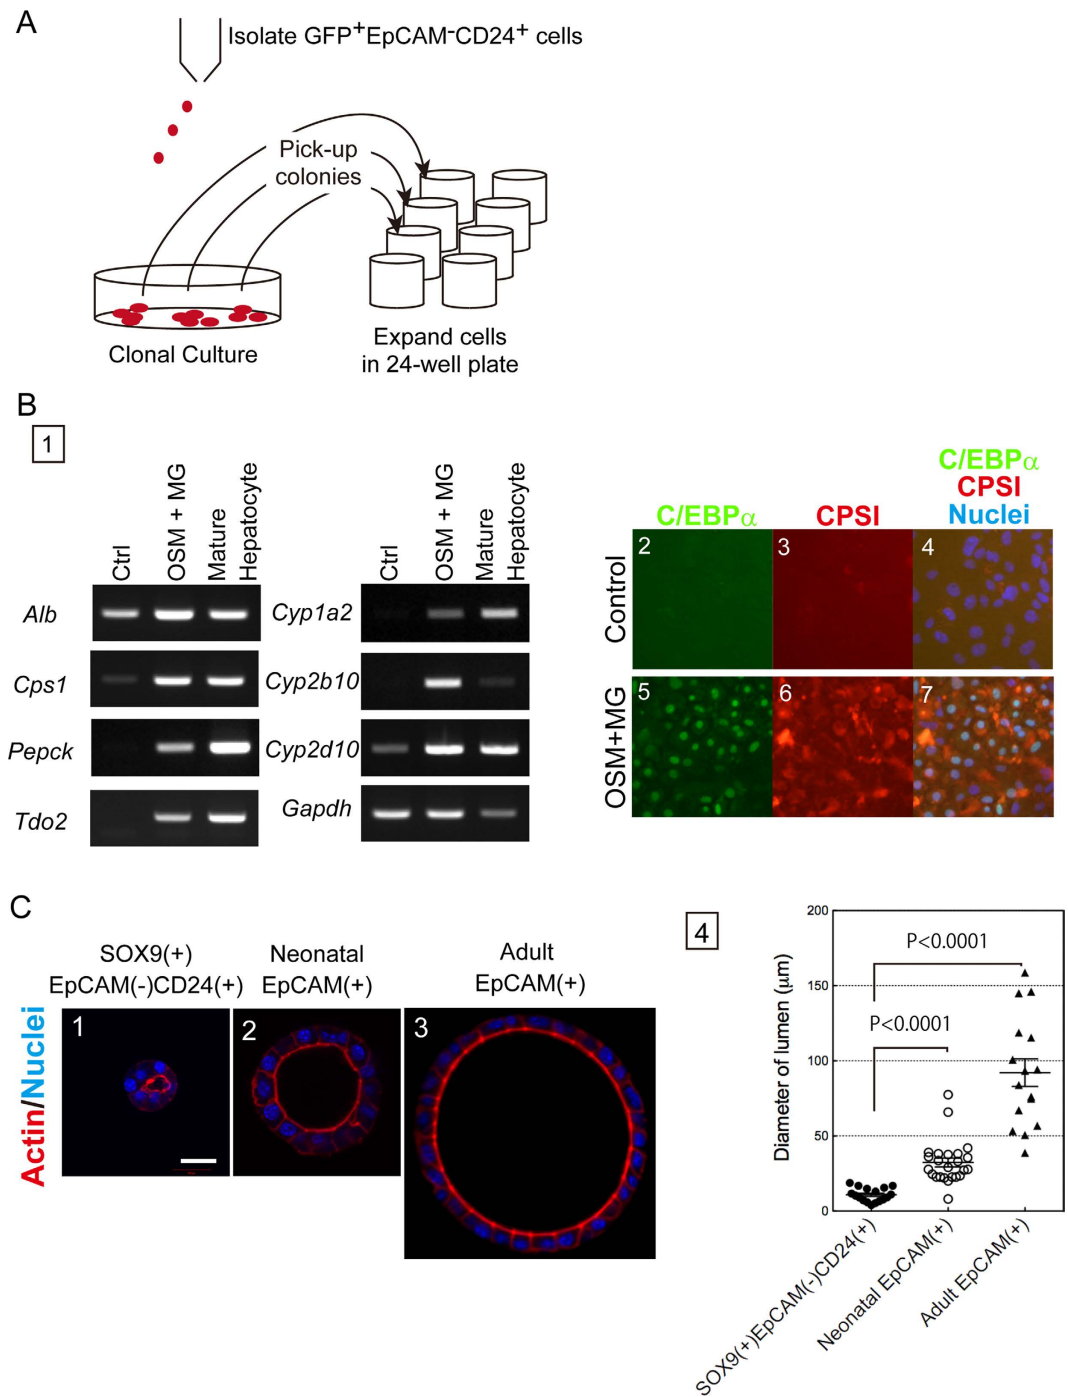 A
Isolate GFP+EpCAM-CD24+ cells
Pick-up
colonies
Clonal Culture
Expand cells
in 24-well plate
B
1
Ctrl
OSM + MG
Mature
Hepatocyte
Alb
Cps1
Pepck
Tdo2
Ctrl
OSM + MG
Mature
Hepatocyte
Cyp1a2
Cyp2b10
Cyp2d10
Gapdh
C/EBPα
CPSI
C/EBPα
CPSI
Nuclei
Control
2
3
4
OSM+MG
5
6
7
C
SOX9(+)
EpCAM(-)CD24(+)
Neonatal
EpCAM(+)
Adult
EpCAM(+)
Actin/Nuclei
1
2
3
4
Diameter of lumen (μm)
200
150
100
50
0
P<0.0001
P<0.0001
SOX9(+)EpCAM(-)CD24(+)
Neonatal EpCAM(+)
Adult EpCAM(+)